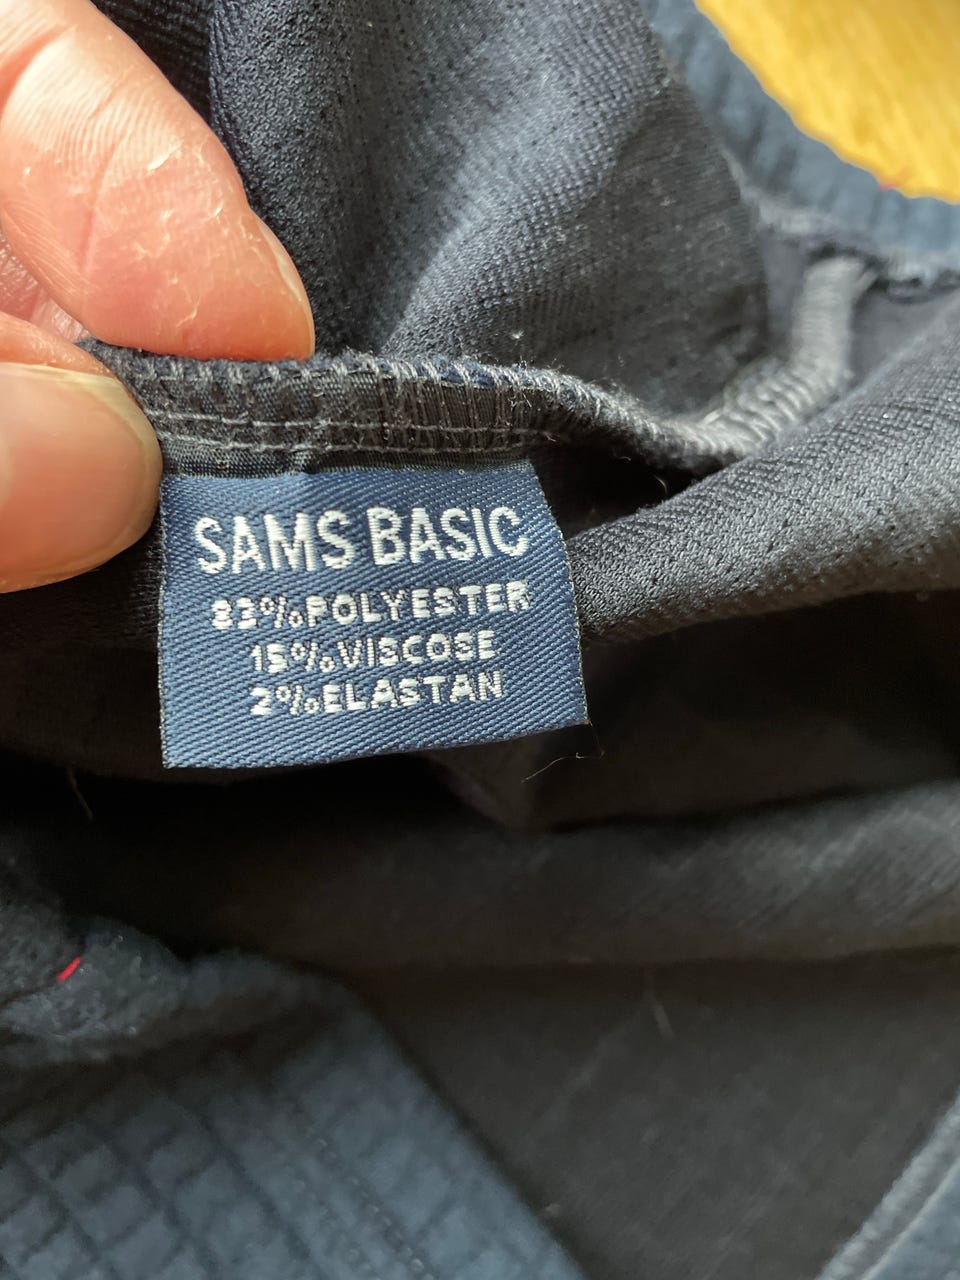 SAMS BASIC
83%POLYESTER
15%VISCOSE
2%ELASTAN